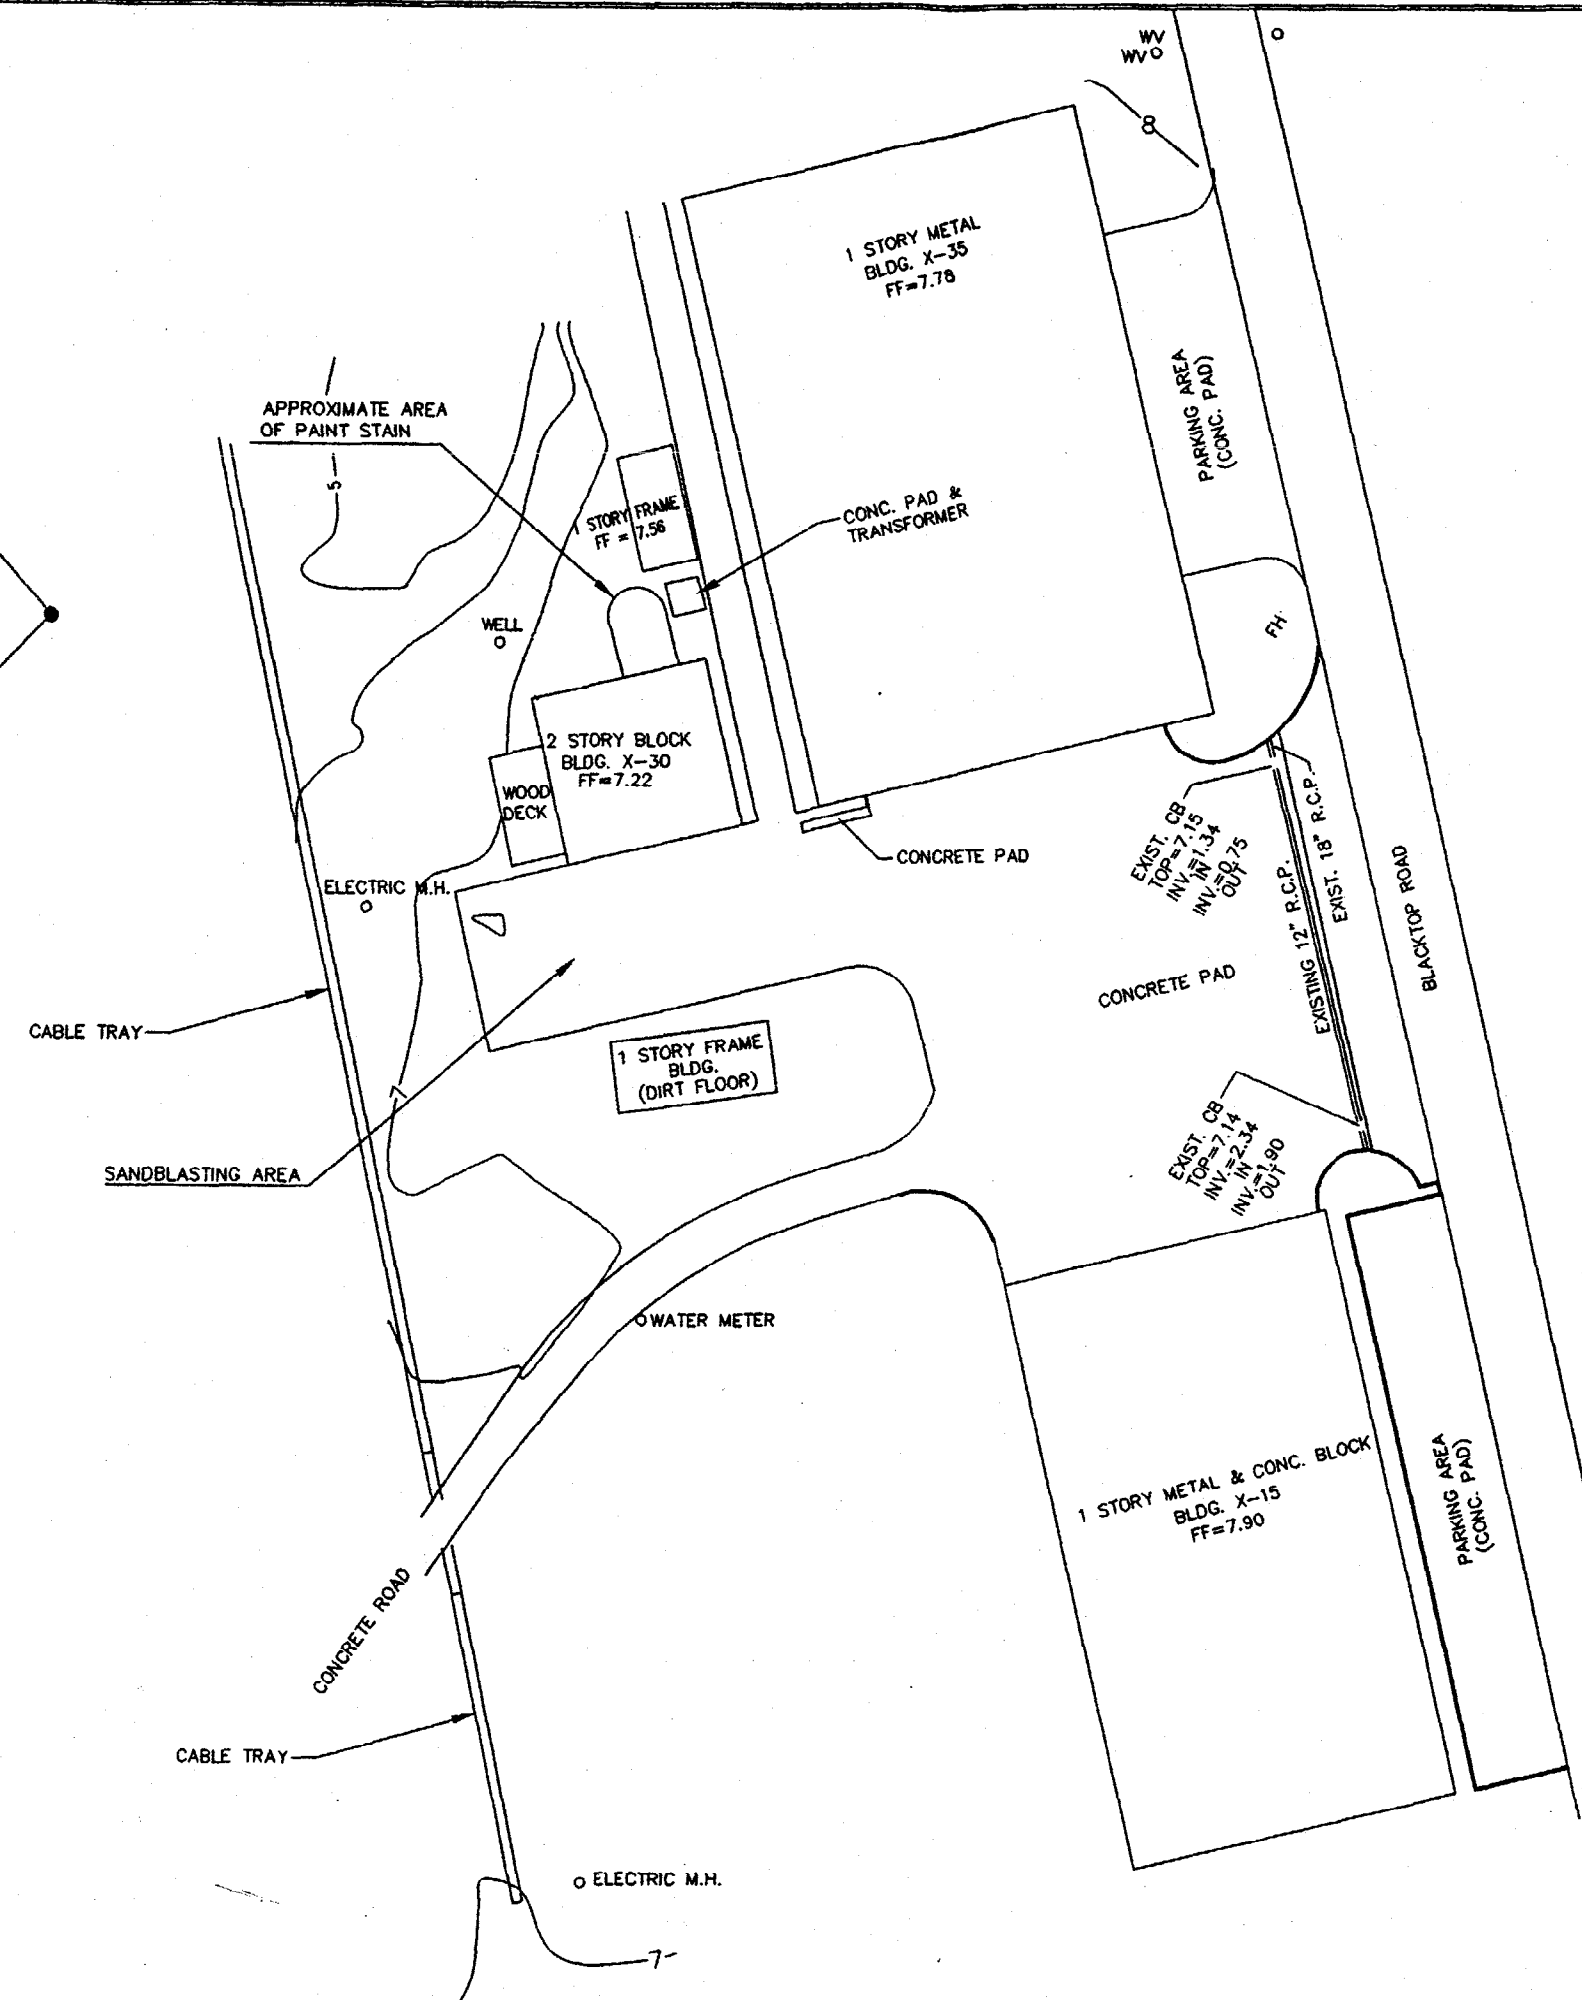 WV
WV
8
1 STORY METAL
BLDG. X-35
FF=7.78
PARKING AREA
(CONC. PAD)
APPROXIMATE AREA
OF PAINT STAIN
5
1 STORY FRAME
FF = 7.56
CONC. PAD &
TRANSFORMER
WELL
FH
2 STORY BLOCK
BLDG. X-30
FF=7.22
WOOD
DECK
EXIST. CB
TOP=7.15
INV.=1.34
IN
INV.=0.75
OUT
EXIST. 18" R.C.P.
EXISTING 12" R.C.P.
CONCRETE PAD
BLACKTOP ROAD
ELECTRIC M.H.
CONCRETE PAD
CABLE TRAY
1 STORY FRAME
BLDG.
(DIRT FLOOR)
7
SANDBLASTING AREA
EXIST. CB
TOP=7.14
INV.=2.34
IN
INV.=1.90
OUT
WATER METER
1 STORY METAL & CONC. BLOCK
BLDG. X-15
FF=7.90
PARKING AREA
(CONC. PAD)
CONCRETE ROAD
CABLE TRAY
ELECTRIC M.H.
7